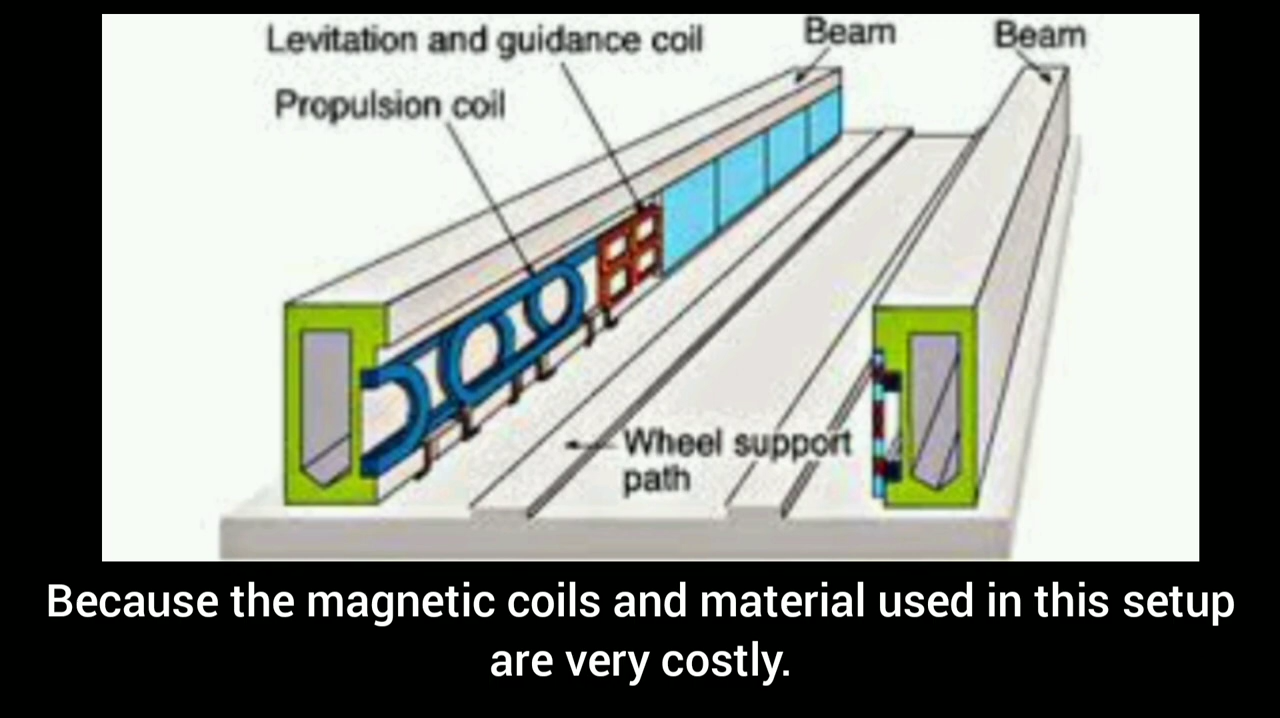 Levitation and guidance coil
Beam
Beam
Propulsion coil
Wheel support
path
Because the magnetic coils and material used in this setup
are very costly.